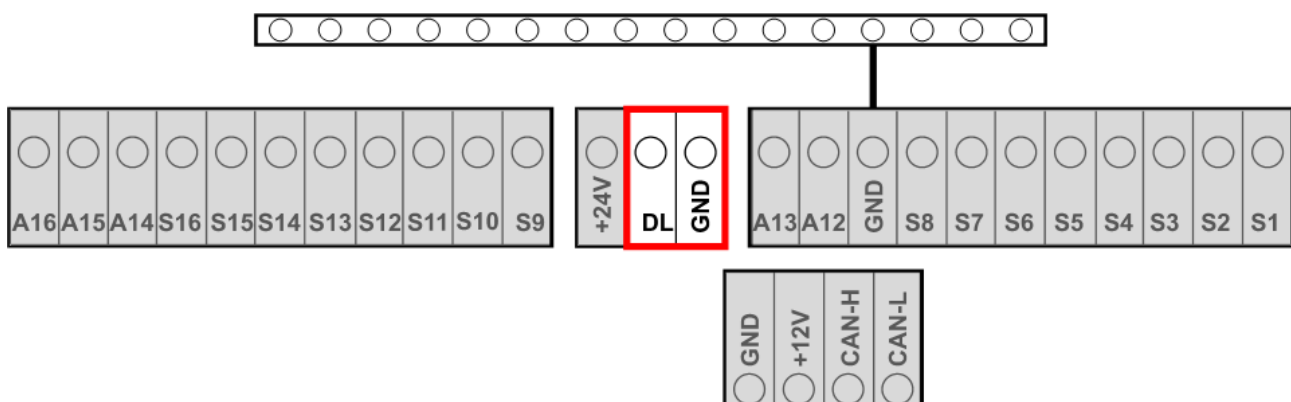 A16 A15 A14 S16 S15 S14 S13 S12 S11 S10 S9 +24V DL GND A13 A12 GND S8 S7 S6 S5 S4 S3 S2 S1
GND +12V CAN-H CAN-L